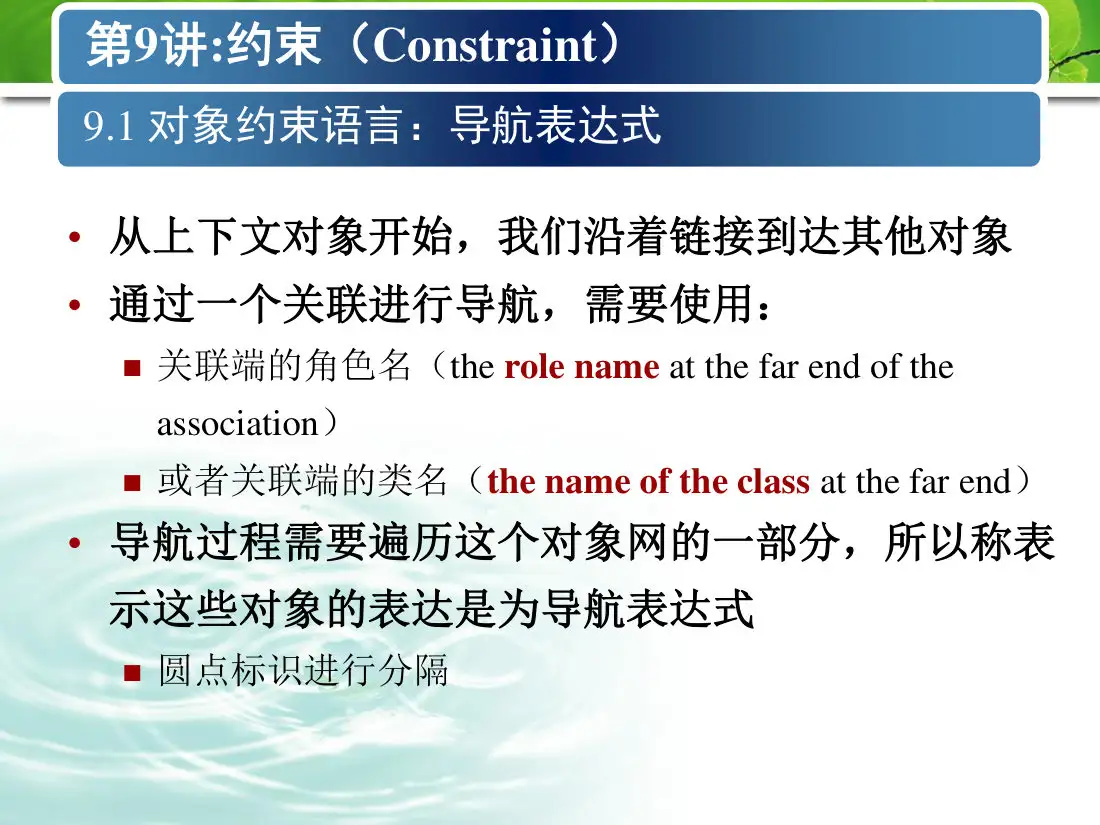 第9讲:约束（Constraint）
9.1 对象约束语言：导航表达式
• 从上下文对象开始，我们沿着链接到达其他对象
• 通过一个关联进行导航，需要使用：
■ 关联端的角色名（the role name at the far end of the
association）
■ 或者关联端的类名（the name of the class at the far end）
• 导航过程需要遍历这个对象网的一部分，所以称表
示这些对象的表达是为导航表达式
■ 圆点标识进行分隔